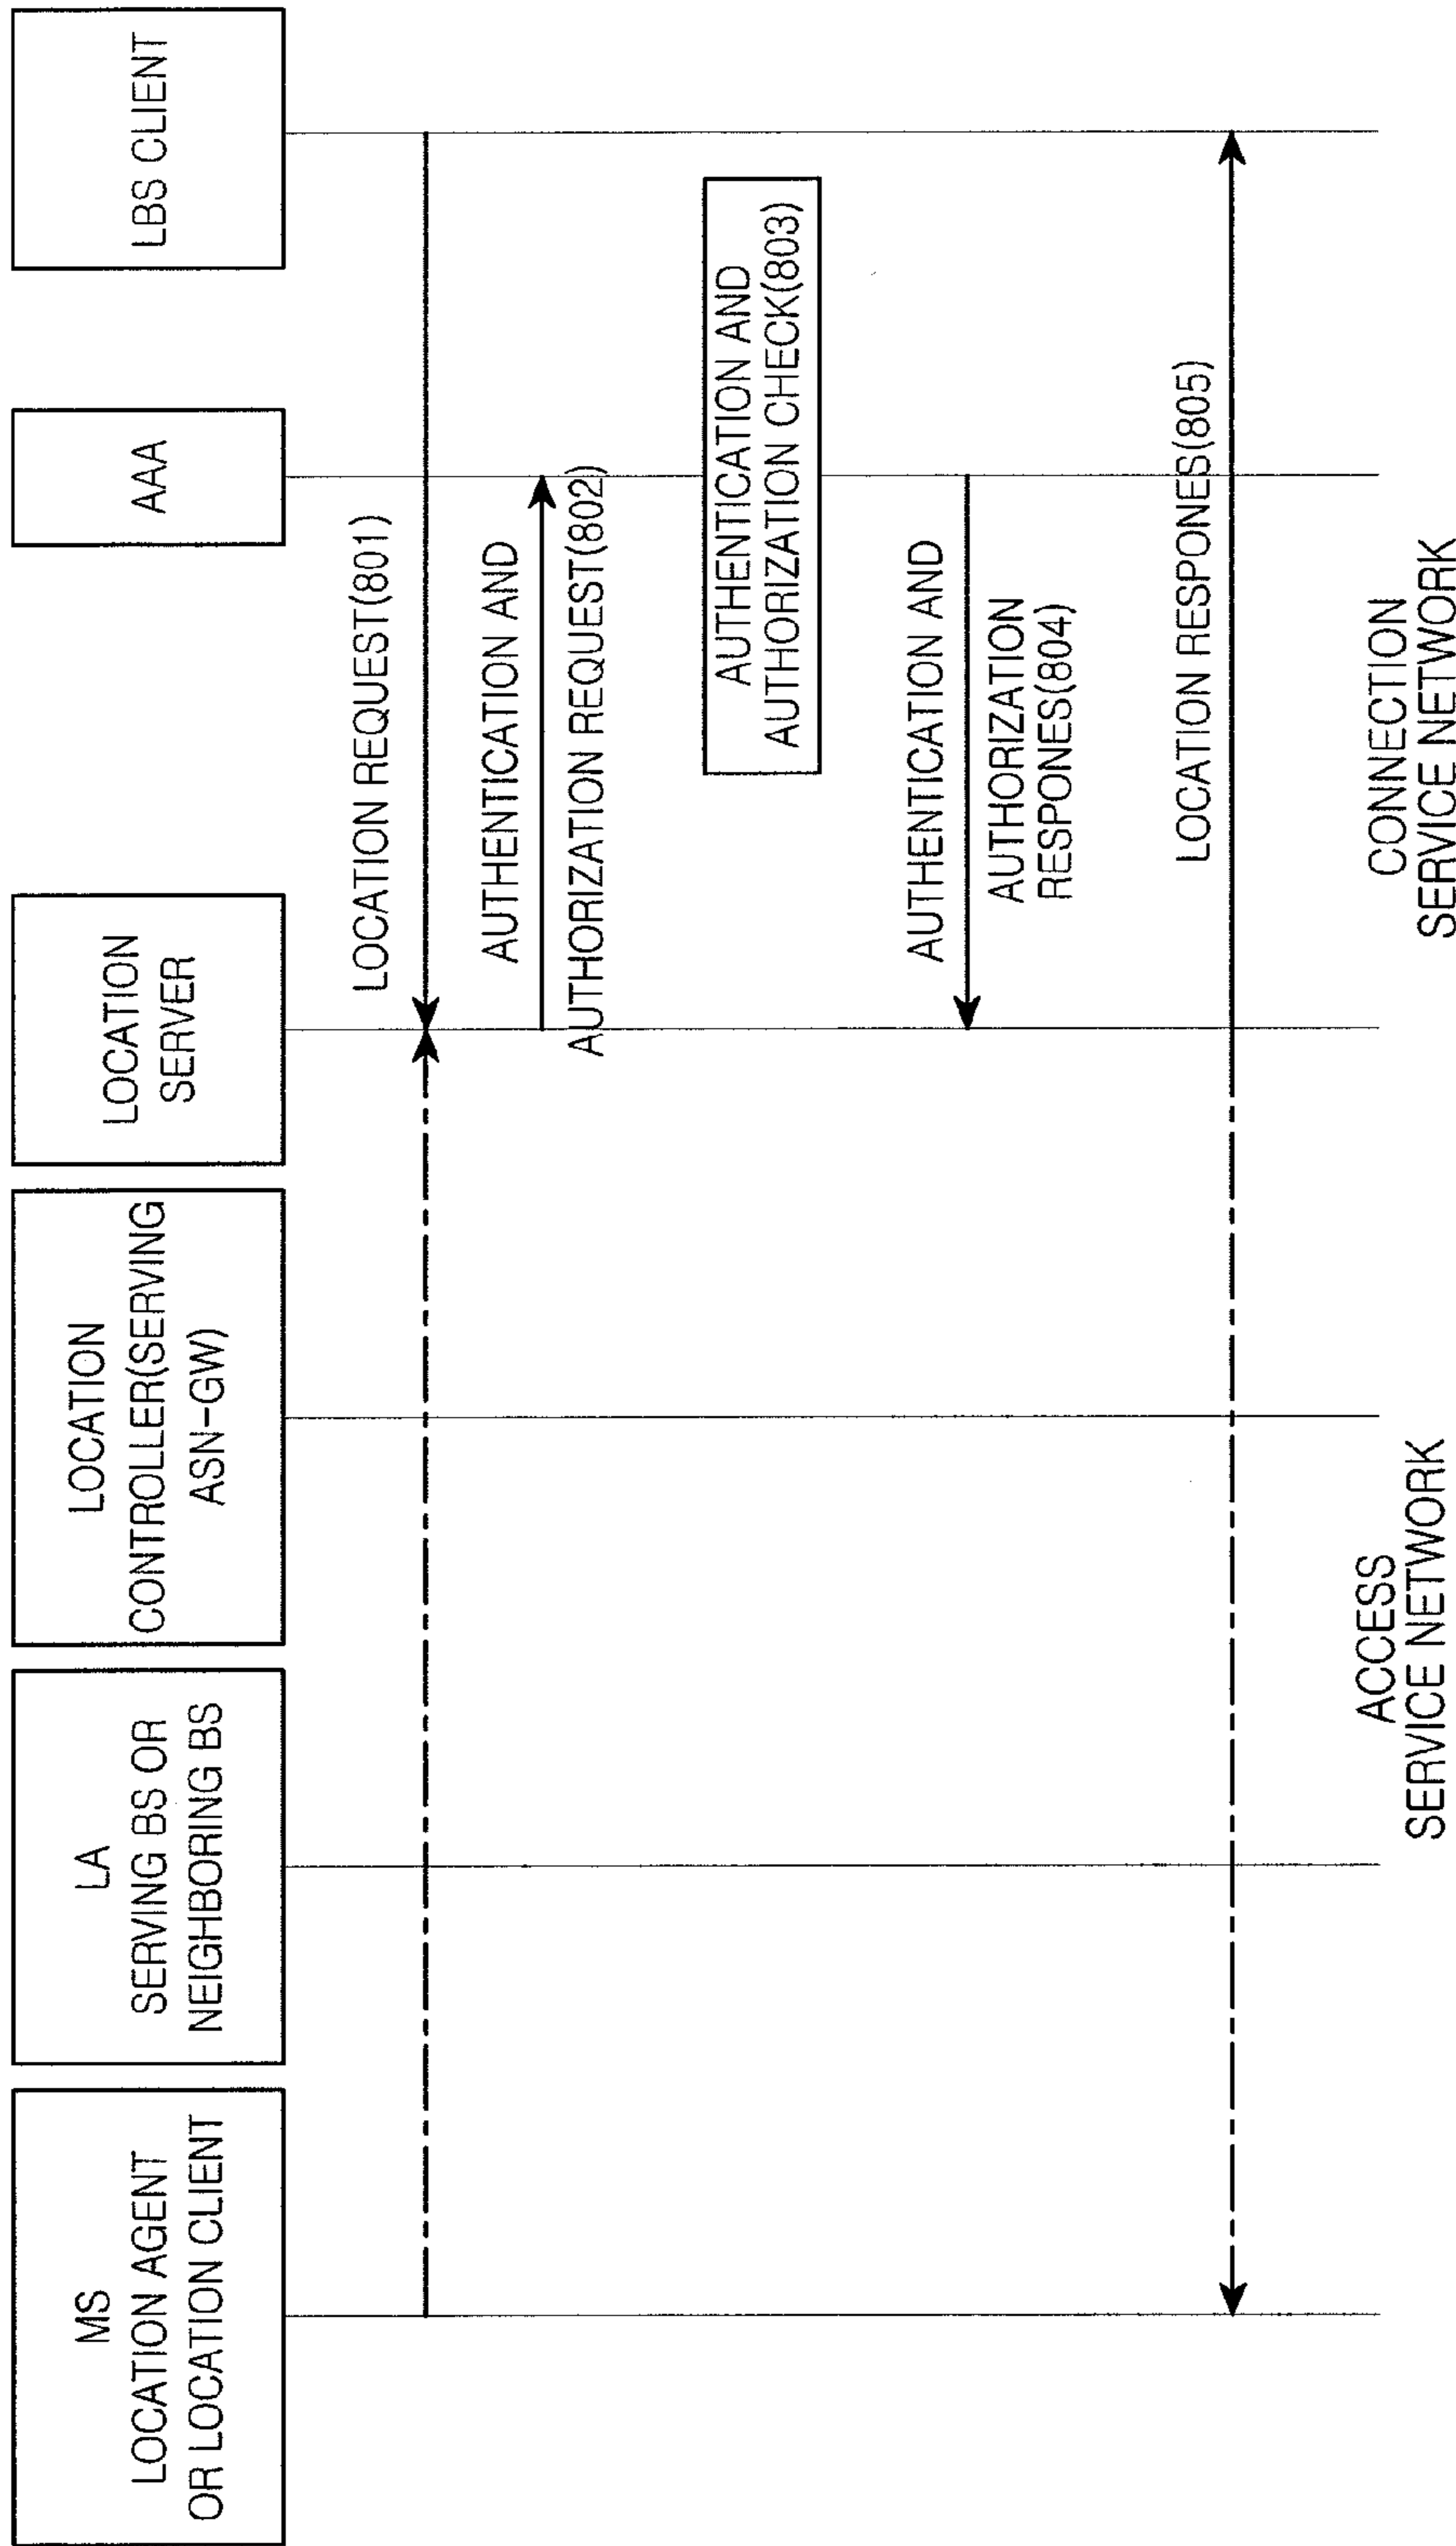 MS
LOCATION AGENT
OR LOCATION CLIENT
LA
SERVING BS OR
NEIGHBORING BS
LOCATION
CONTROLLER(SERVING
ASN-GW)
LOCATION
SERVER
AAA
LBS CLIENT
LOCATION REQUEST(801)
AUTHENTICATION AND
AUTHORIZATION REQUEST(802)
AUTHENTICATION AND
AUTHORIZATION CHECK(803)
AUTHENTICATION AND
AUTHORIZATION
RESPONES(804)
LOCATION RESPONES(805)
ACCESS
SERVICE NETWORK
CONNECTION
SERVICE NETWORK